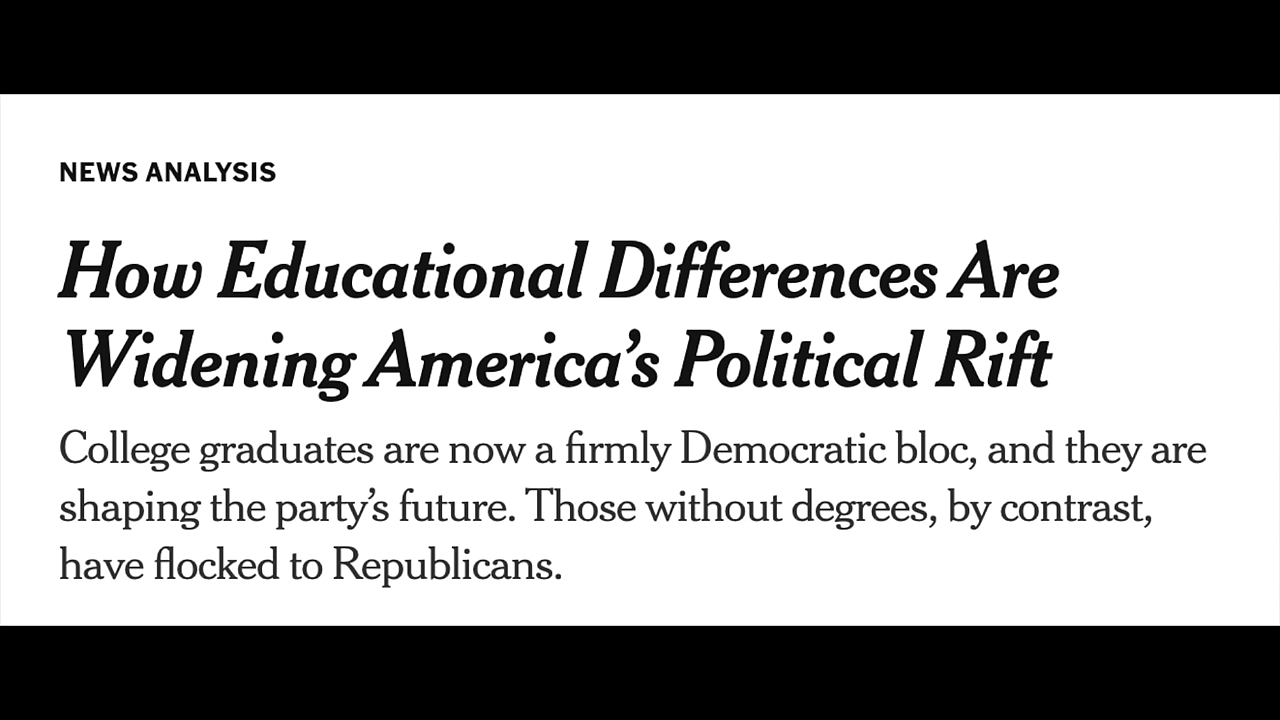 NEWS ANALYSIS
How Educational Differences Are
Widening America’s Political Rift
College graduates are now a firmly Democratic bloc, and they are
shaping the party’s future. Those without degrees, by contrast,
have flocked to Republicans.